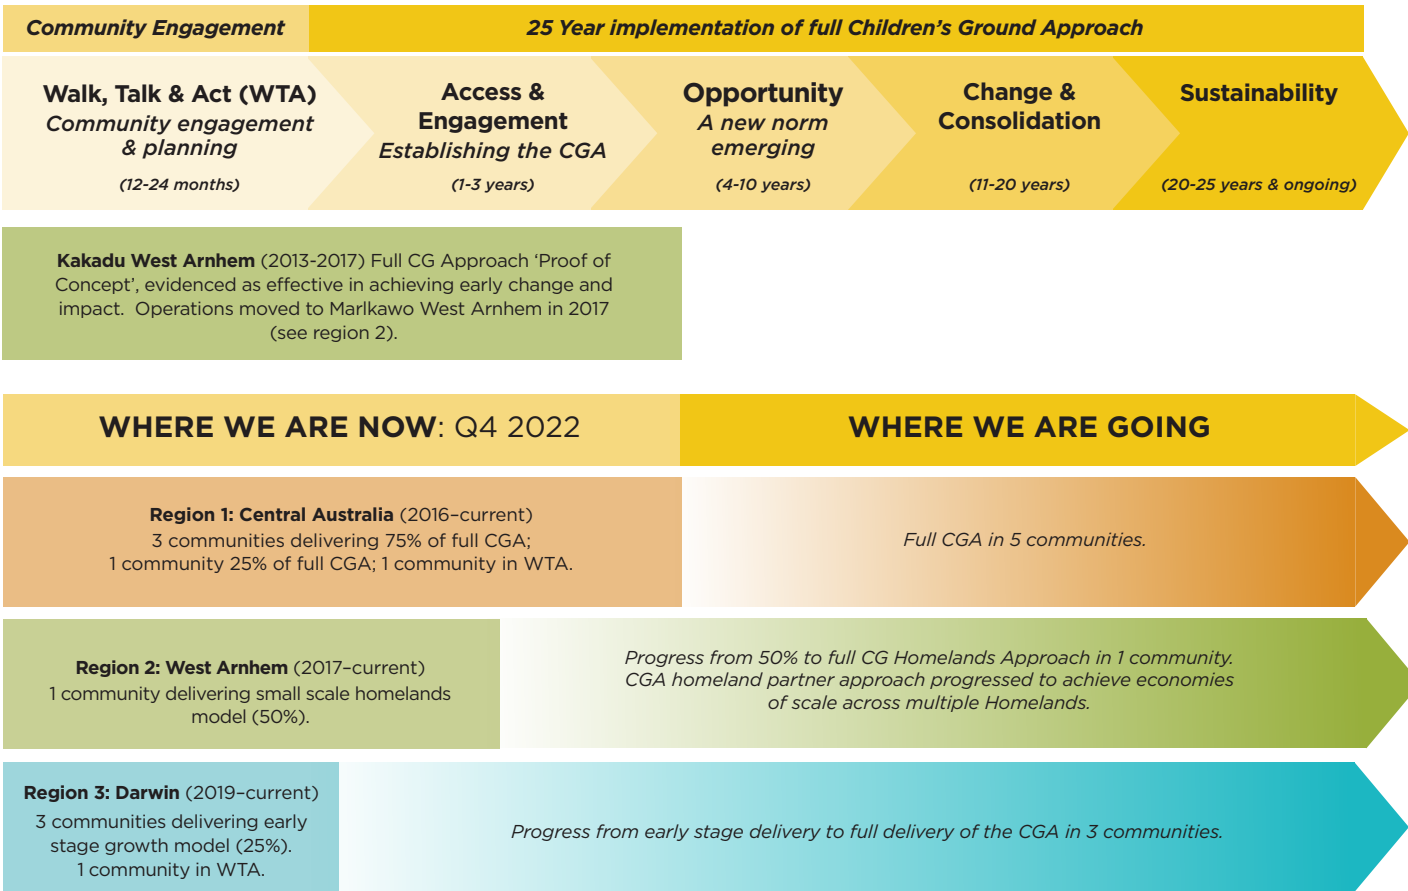 Community Engagement
25 Year implementation of full Children's Ground Approach
Walk, Talk & Act (WTA)
Community engagement
& planning
(12-24 months)
Access &
Engagement
Establishing the CGA
(1-3 years)
Opportunity
A new norm
emerging
(4-10 years)
Change &
Consolidation
(11-20 years)
Sustainability
(20-25 years & ongoing)
Kakadu West Arnhem (2013-2017) Full CG Approach ‘Proof of
Concept’, evidenced as effective in achieving early change and
impact.  Operations moved to Marlkawo West Arnhem in 2017
(see region 2).
WHERE WE ARE NOW: Q4 2022
WHERE WE ARE GOING
Region 1: Central Australia (2016–current)
3 communities delivering 75% of full CGA;
1 community 25% of full CGA; 1 community in WTA.
Full CGA in 5 communities.
Region 2: West Arnhem (2017–current)
1 community delivering small scale homelands
model (50%).
Progress from 50% to full CG Homelands Approach in 1 community.
CGA homeland partner approach progressed to achieve economies
of scale across multiple Homelands.
Region 3: Darwin (2019–current)
3 communities delivering early
stage growth model (25%).
1 community in WTA.
Progress from early stage delivery to full delivery of the CGA in 3 communities.